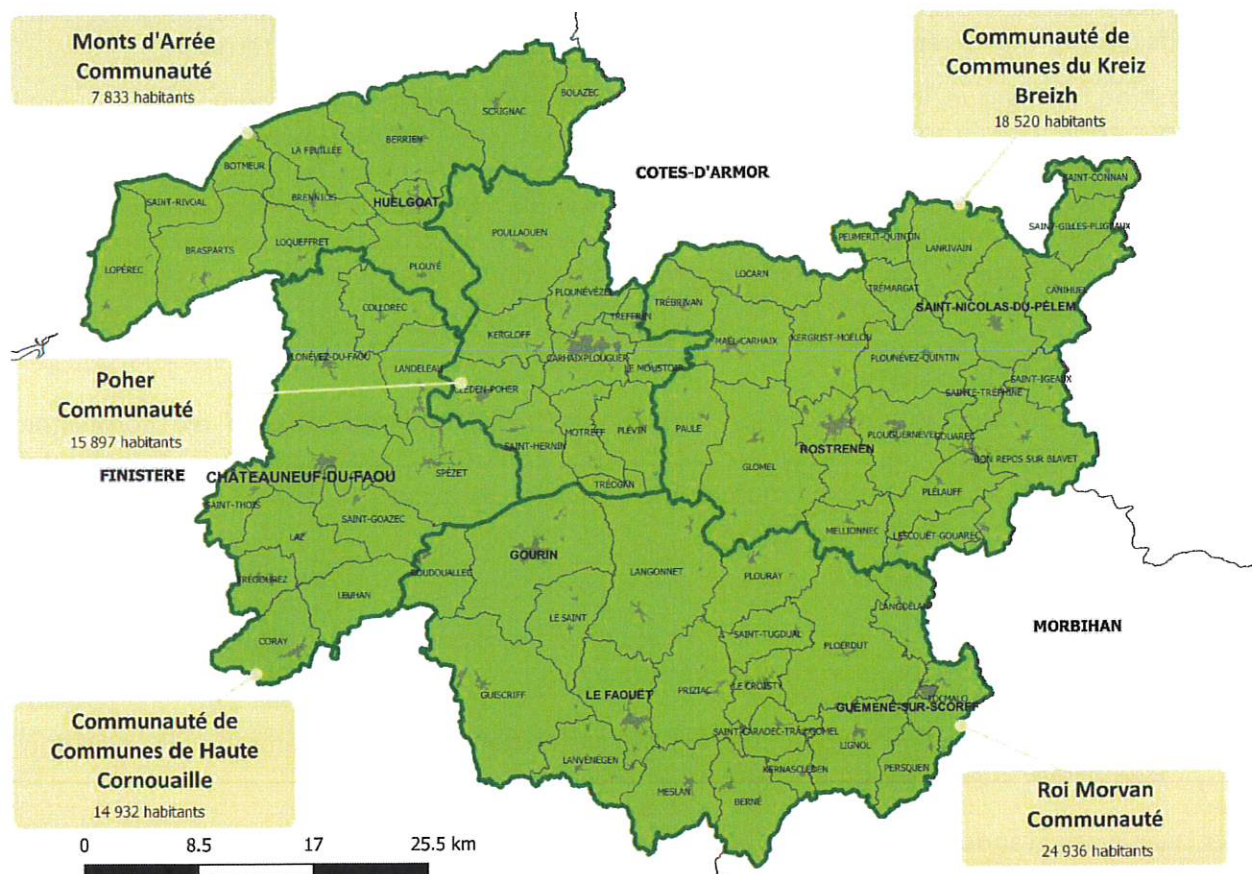 Monts d'Arrée
Communauté
7 833 habitants
Communauté de
Communes du Kreiz
Breizh
18 520 habitants
COTES-D'ARMOR
BOLAZEC
SCRIGNAC
BERRIEN
LA FEUILLÉE
BOTMEUR
SAINT-RIVOAL
BRENNILIS
HUELGOAT
BRASPARTS
LOQUEFFRET
LOPÉREC
PLOUYÉ
POULLAOUEN
SAINT-CONNAN
SAINT-GILLES-PLIGEAUX
PEUMERIT-QUINTIN
LANRIVAIN
CANIHUEL
TRÉMARGAT
SAINT-NICOLAS-DU-PÉLEM
LOCARN
TRÉBRIVAN
PLOUNÉVÉZEL
TREFFRIN
COLLOREC
KERGLOFF
MAËL-CARHAIX
KERGRIST-MOËLOU
PLOUNÉVEZ-QUINTIN
CARHAIX-PLOUGUER
LE MOUSTOIR
PLONÉVEZ-DU-FAOU
LANDELEAU
CLÉDEN-POHER
SAINT-IGEAUX
SAINTE-TRÉPHINE
Poher
Communauté
15 897 habitants
FINISTERE
MOTREFF
PLÉVIN
PAULE
SAINT-HERNIN
GLOMEL
ROSTRENEN
PLOUGUERNÉVEL
GOUAREC
BON REPOS SUR BLAVET
CHÂTEAUNEUF-DU-FAOU
SPÉZET
TRÉOGAN
PLÉLAUFF
SAINT-THOIS
SAINT-GOAZEC
LAZ
MELLIONNEC
LESCOUËT-GOUAREC
GOURIN
ROUDOUALLEC
LANGONNET
PLOURAY
TRÉGOUREZ
LEUHAN
LANGOËLAN
LE SAINT
SAINT-TUGDUAL
PLOËRDUT
CORAY
MORBIHAN
GUISCRIFF
LE FAOUËT
PRIZIAC
LE CROISTY
LOCMALO
GUÉMENÉ-SUR-SCORFF
SAINT-CARADEC-TRÉGOMEL
LIGNOL
LANVÉNÉGEN
KERNASCLÉDEN
PERSQUEN
MESLAN
BERNÉ
Communauté de
Communes de Haute
Cornouaille
14 932 habitants
Roi Morvan
Communauté
24 936 habitants
0 8.5 17 25.5 km